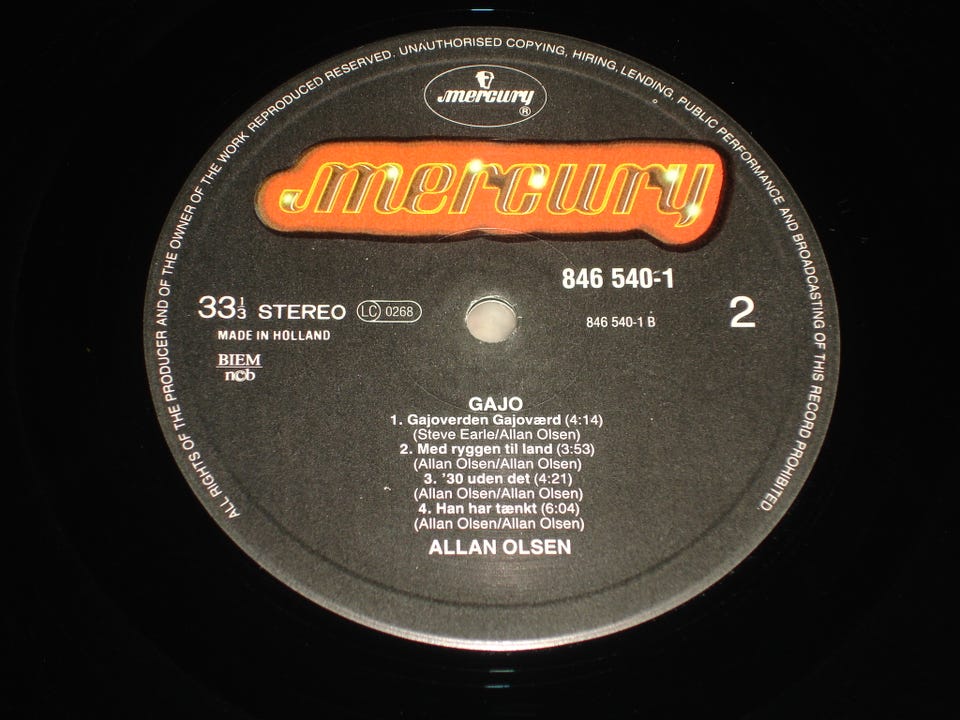 ALL RIGHTS OF THE PRODUCER AND OF THE OWNER OF THE WORK REPRODUCED RESERVED. UNAUTHORISED COPYING, HIRING, LENDING, PUBLIC PERFORMANCE AND BROADCASTING OF THIS RECORD PROHIBITED.
mercury
®
mercury
846 540-1
33 1/3 STEREO LC 0268
846 540-1 B
2
MADE IN HOLLAND
BIEM
ncb
GAJO
1. Gajoverden Gajoværd (4:14)
(Steve Earle/Allan Olsen)
2. Med ryggen til land (3:53)
(Allan Olsen/Allan Olsen)
3. '30 uden det (4:21)
(Allan Olsen/Allan Olsen)
4. Han har tænkt (6:04)
(Allan Olsen/Allan Olsen)
ALLAN OLSEN